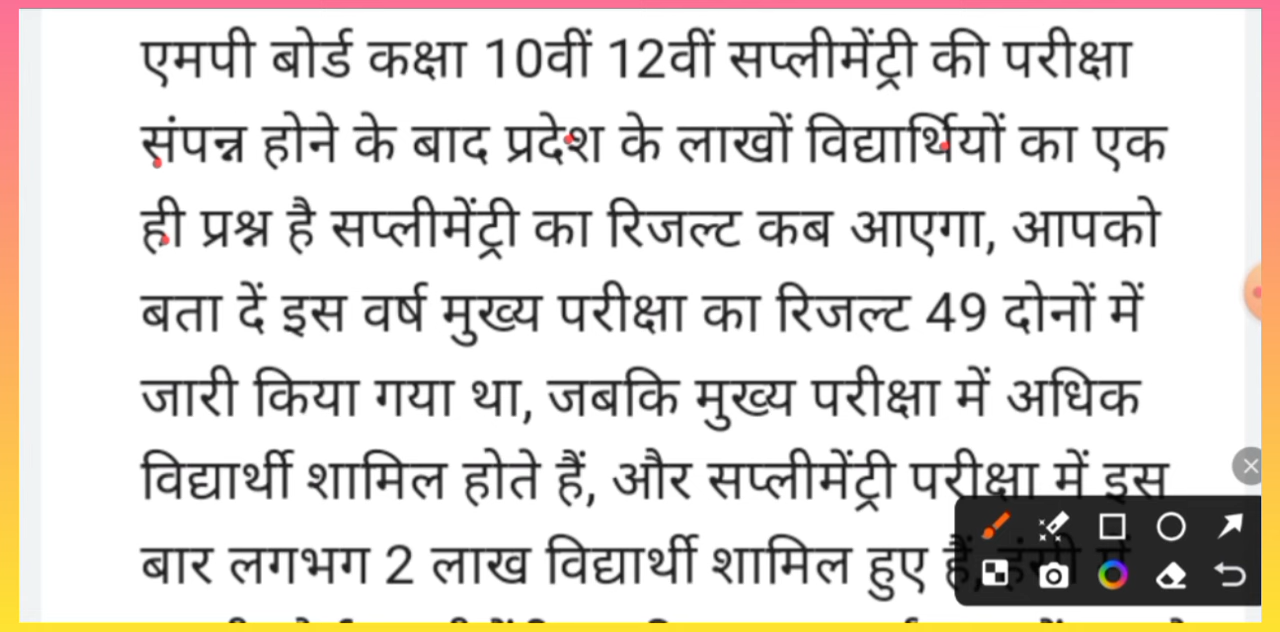 एमपी बोर्ड कक्षा 10वीं 12वीं सप्लीमेंट्री की परीक्षा
संपन्न होने के बाद प्रदेश के लाखों विद्यार्थियों का एक
ही प्रश्न है सप्लीमेंट्री का रिजल्ट कब आएगा, आपको
बता दें इस वर्ष मुख्य परीक्षा का रिजल्ट 49 दोनों में
जारी किया गया था, जबकि मुख्य परीक्षा में अधिक
विद्यार्थी शामिल होते हैं, और सप्लीमेंट्री परीक्षा में इस
बार लगभग 2 लाख विद्यार्थी शामिल हुए हैं,